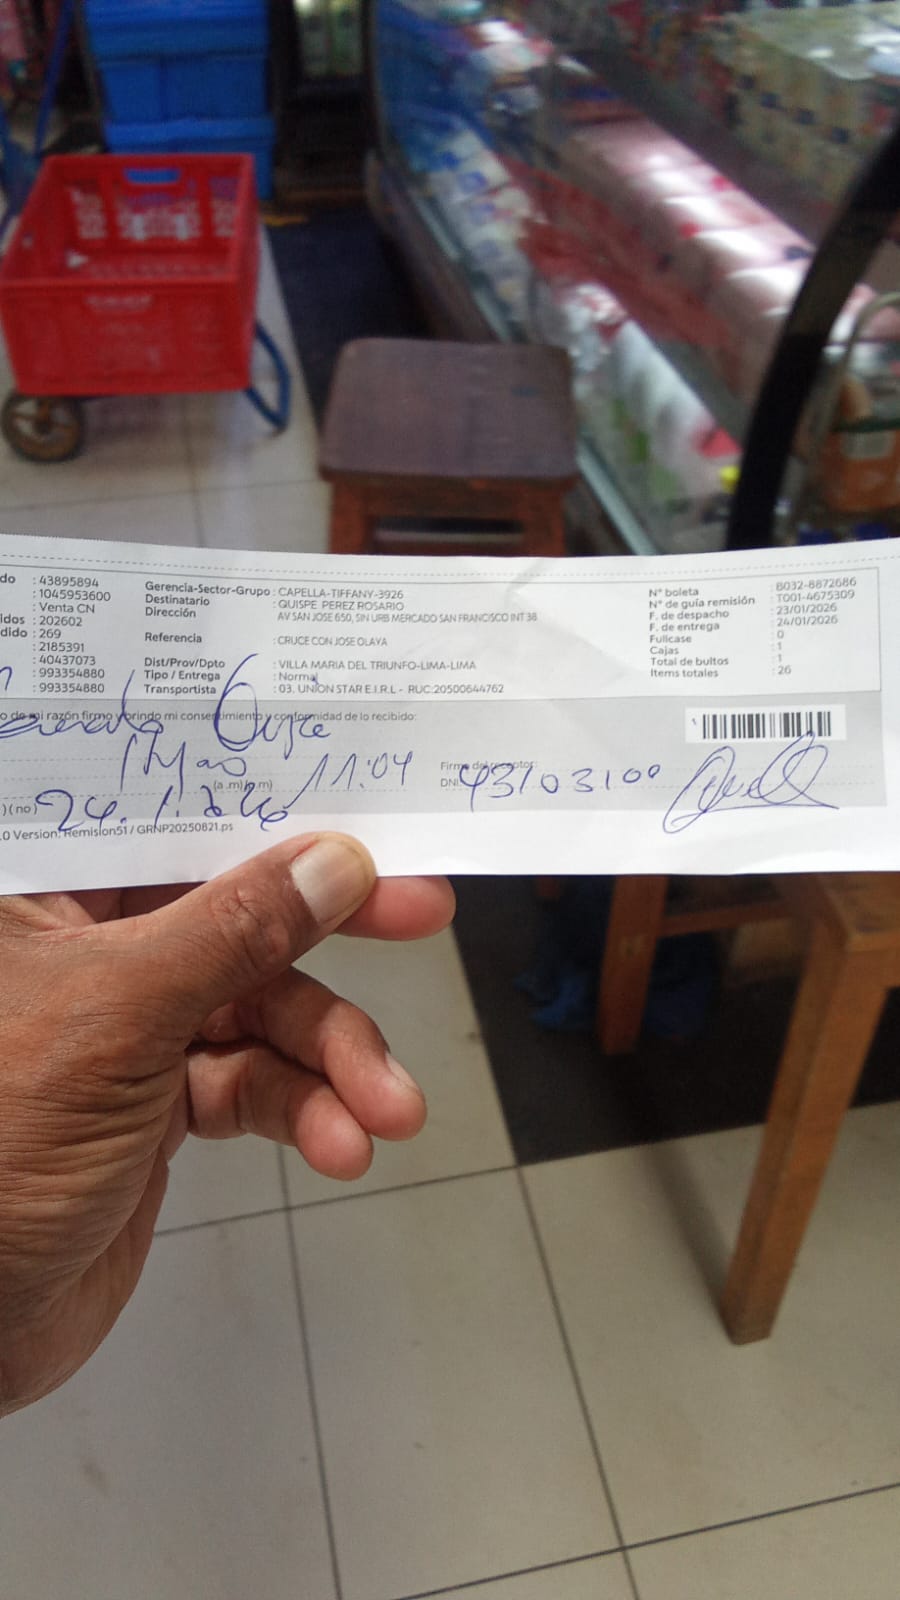 do : 43895894
: 1045953600
: Venta CN
idos : 202602
dido : 269
: 2185391
: 40437073
: 993354880
: 993354880
Gerencia-Sector-Grupo : CAPELLA-TIFFANY-3926
Destinatario : QUISPE PEREZ ROSARIO
Dirección AV SAN JOSE 650, SIN URB MERCADO SAN FRANCISCO INT 38
Referencia : CRUCE CON JOSE OLAYA
Dist/Prov/Dpto : VILLA MARIA DEL TRIUNFO-LIMA-LIMA
Tipo / Entrega : Normal
Transportista : 03. UNION STAR E.I.R.L - RUC:20500644762
N° boleta : B032-8872686
N° de guía remisión : T001-4675309
F. de despacho : 23/01/2026
F. de entrega : 24/01/2026
Fullcase : 0
Cajas : 1
Total de bultos : 1
Items totales : 26
o de mi razón firmo y brindo mi consentimiento y conformidad de lo recibido:
11:04
(a.m)(p.m)
Firma del receptor:
DNI: 43103100
)(no) 24.1.
.0 Version: Remision51 / GRNP20250821.ps